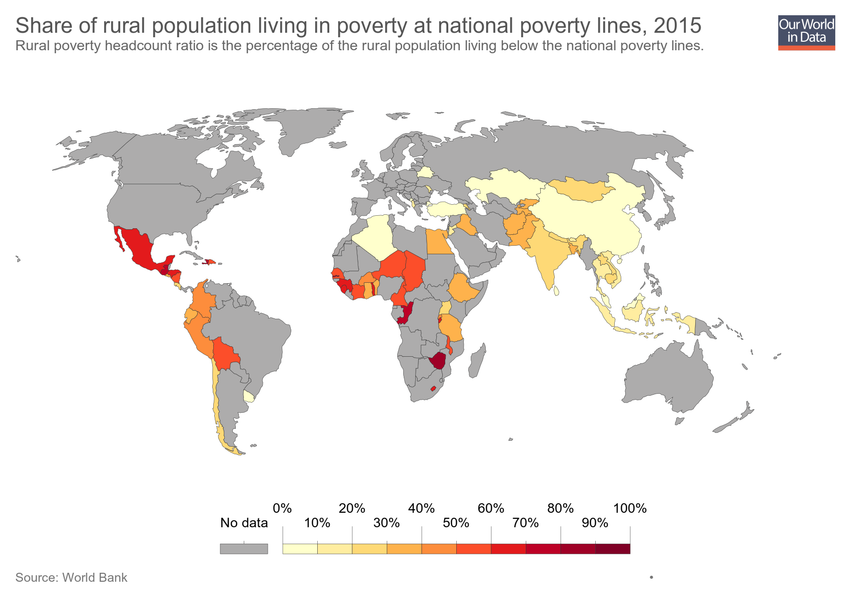 Share of rural population living in poverty at national poverty lines, 2015
Rural poverty headcount ratio is the percentage of the rural population living below the national poverty lines.
Our World
in Data
0% 20% 40% 60% 80% 100%
No data 10% 30% 50% 70% 90%
Source: World Bank